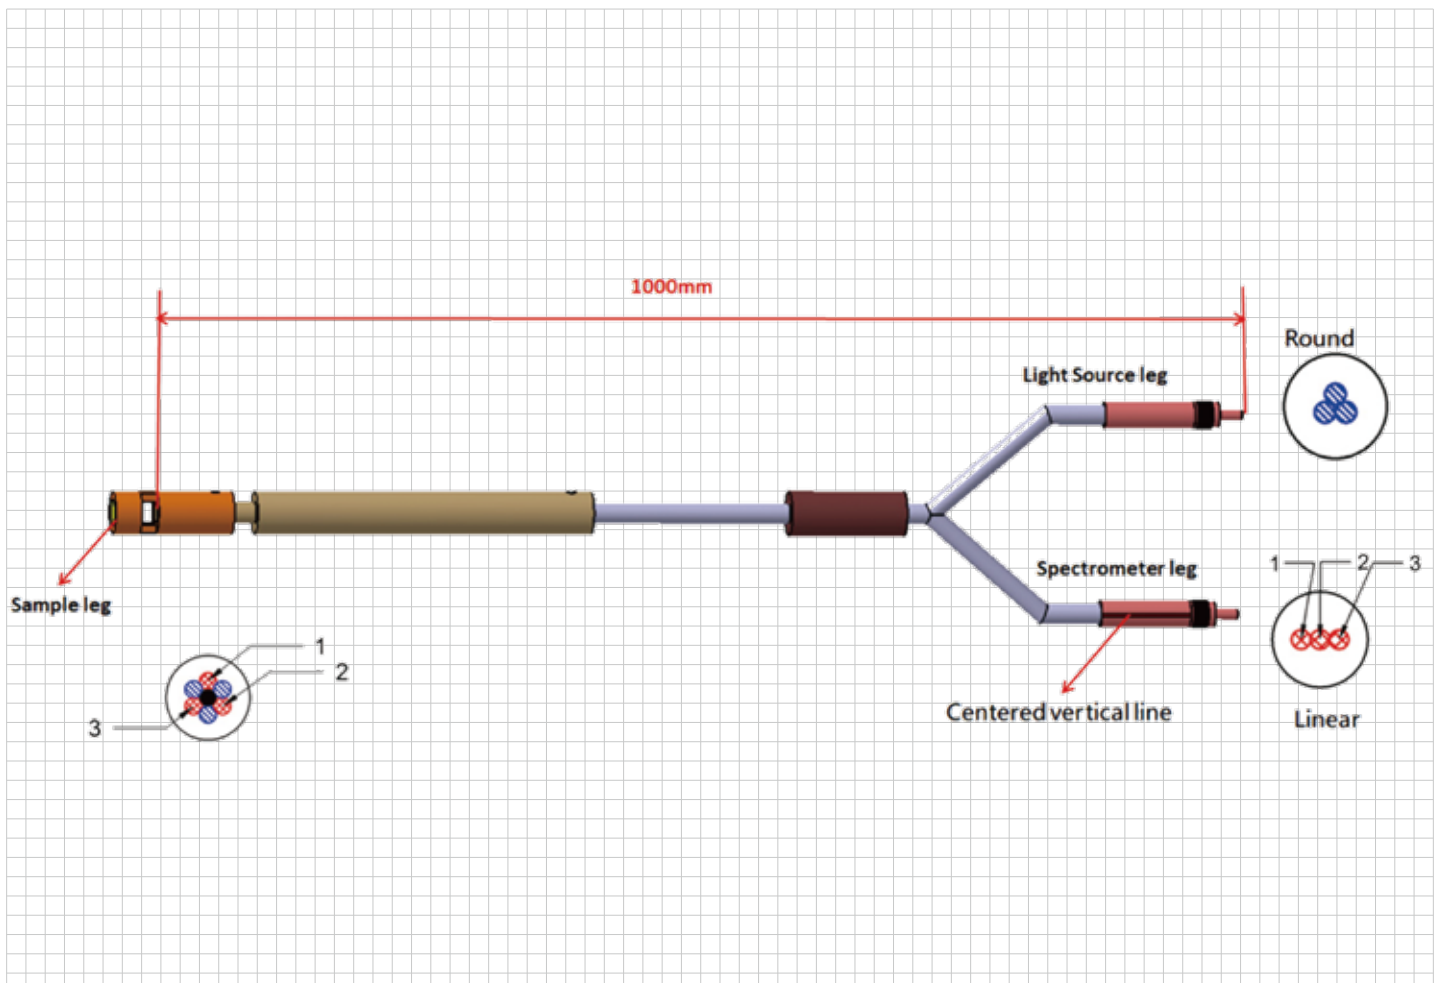 1000mm
Round
Light Source leg
Spectrometer leg
1 2 3
Sample leg
1
2
3
Centered vertical line
Linear